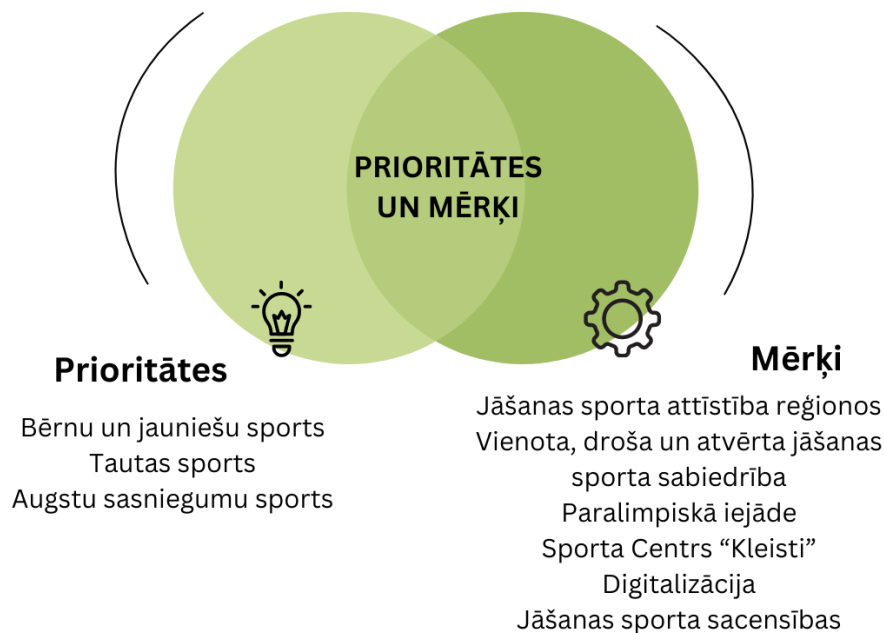 PRIORITĀTES
UN MĒRĶI
Prioritātes
Bērnu un jauniešu sports
Tautas sports
Augstu sasniegumu sports
Mērķi
Jāšanas sporta attīstība reģionos
Vienota, droša un atvērta jāšanas
sporta sabiedrība
Paralimpiskā iejāde
Sporta Centrs “Kleisti”
Digitalizācija
Jāšanas sporta sacensības